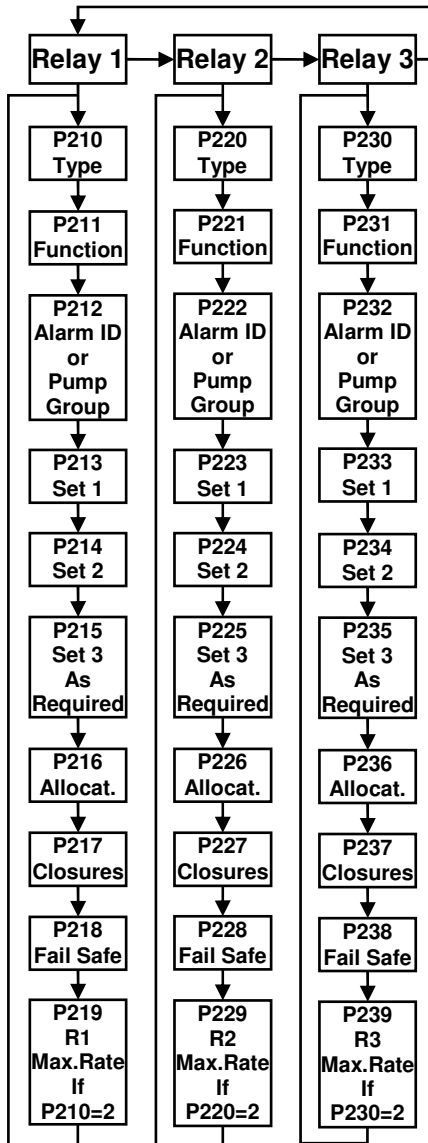 Relay 1
Relay 2
Relay 3
P210
Type
P211
Function
P212
Alarm ID
or
Pump
Group
P213
Set 1
P214
Set 2
P215
Set 3
As
Required
P216
Allocat.
P217
Closures
P218
Fail Safe
P219
R1
Max.Rate
If
P210=2
P220
Type
P221
Function
P222
Alarm ID
or
Pump
Group
P223
Set 1
P224
Set 2
P225
Set 3
As
Required
P226
Allocat.
P227
Closures
P228
Fail Safe
P229
R2
Max.Rate
If
P220=2
P230
Type
P231
Function
P232
Alarm ID
or
Pump
Group
P233
Set 1
P234
Set 2
P235
Set 3
As
Required
P236
Allocat.
P237
Closures
P238
Fail Safe
P239
R3
Max.Rate
If
P230=2